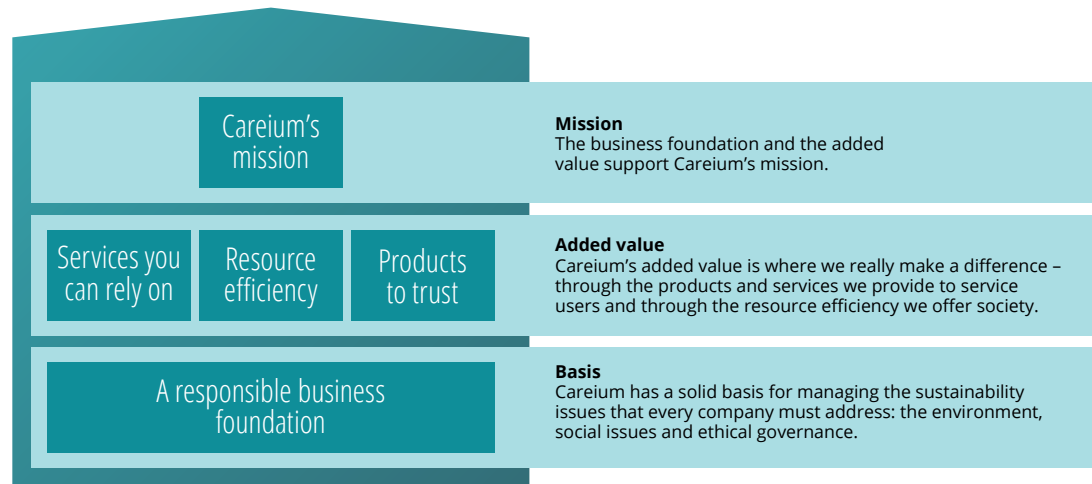 Careium’s
mission
Mission
The business foundation and the added
value support Careium’s mission.
Services you
can rely on
Resource
efficiency
Products
to trust
Added value
Careium’s added value is where we really make a difference –
through the products and services we provide to service
users and through the resource efficiency we offer society.
A responsible business
foundation
Basis
Careium has a solid basis for managing the sustainability
issues that every company must address: the environment,
social issues and ethical governance.